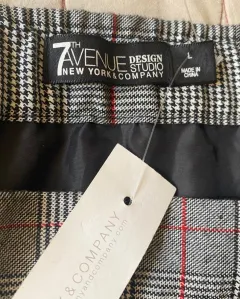 7TH AVENUE DESIGN STUDIO
NEW YORK & COMPANY
L
MADE IN
CHINA
& COMPANY